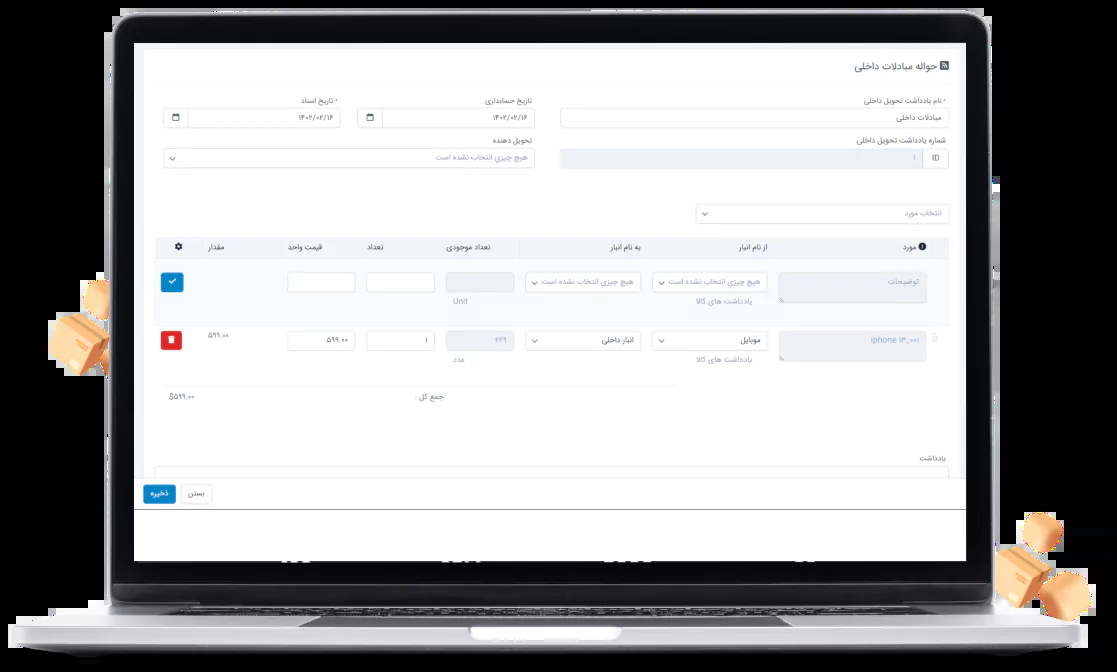 حواله مبادلات داخلی
* نام یادداشت تحویل داخلی
تاریخ حسابداری
* تاریخ اسناد
مبادلات داخلی
۱۴۰۲/۰۲/۱۶
۱۴۰۲/۰۲/۱۶
شماره یادداشت تحویل داخلی
تحویل دهنده
ID
۱
هیچ چیزی انتخاب نشده است
انتخاب مورد
مورد
از نام انبار
به نام انبار
تعداد موجودی
تعداد
قیمت واحد
مقدار
توضیحات
هیچ چیزی انتخاب نشده است
هیچ چیزی انتخاب نشده است
یادداشت های کالا
Unit
iphone ۱۳_۰۰۱
موبایل
انبار داخلی
۲۴۹
۱
۵۹۹.۰۰
۵۹۹.۰۰
یادداشت های کالا
عدد
جمع کل :
$۵۹۹.۰۰
یادداشت
بستن
ذخیره